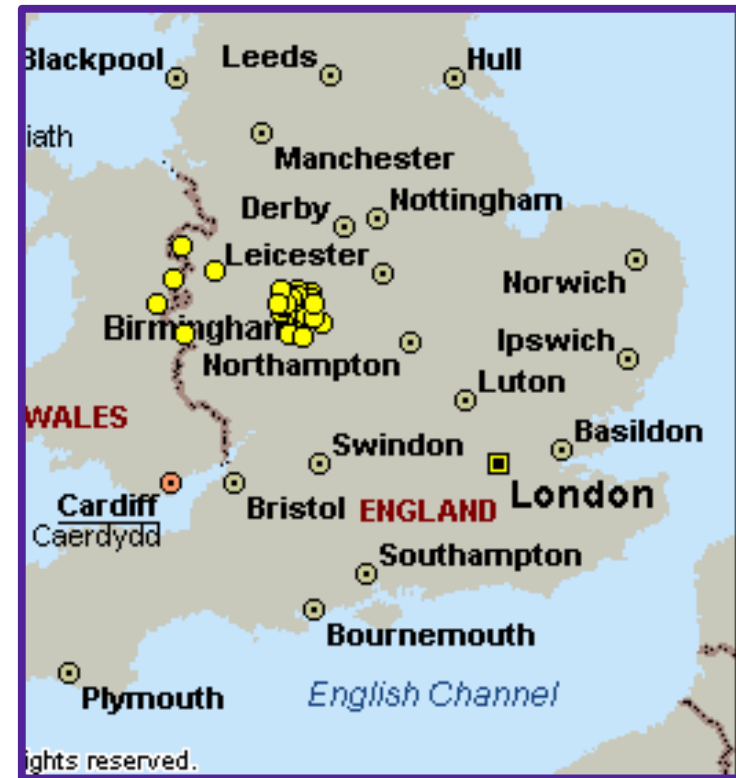 Blackpool
Leeds
Hull
iath
Manchester
Derby
Nottingham
Leicester
Norwich
Birmingham
Ipswich
Northampton
Luton
WALES
Basildon
Swindon
London
Cardiff
Bristol
ENGLAND
Caerdydd
Southampton
Bournemouth
Plymouth
English Channel
ights reserved.